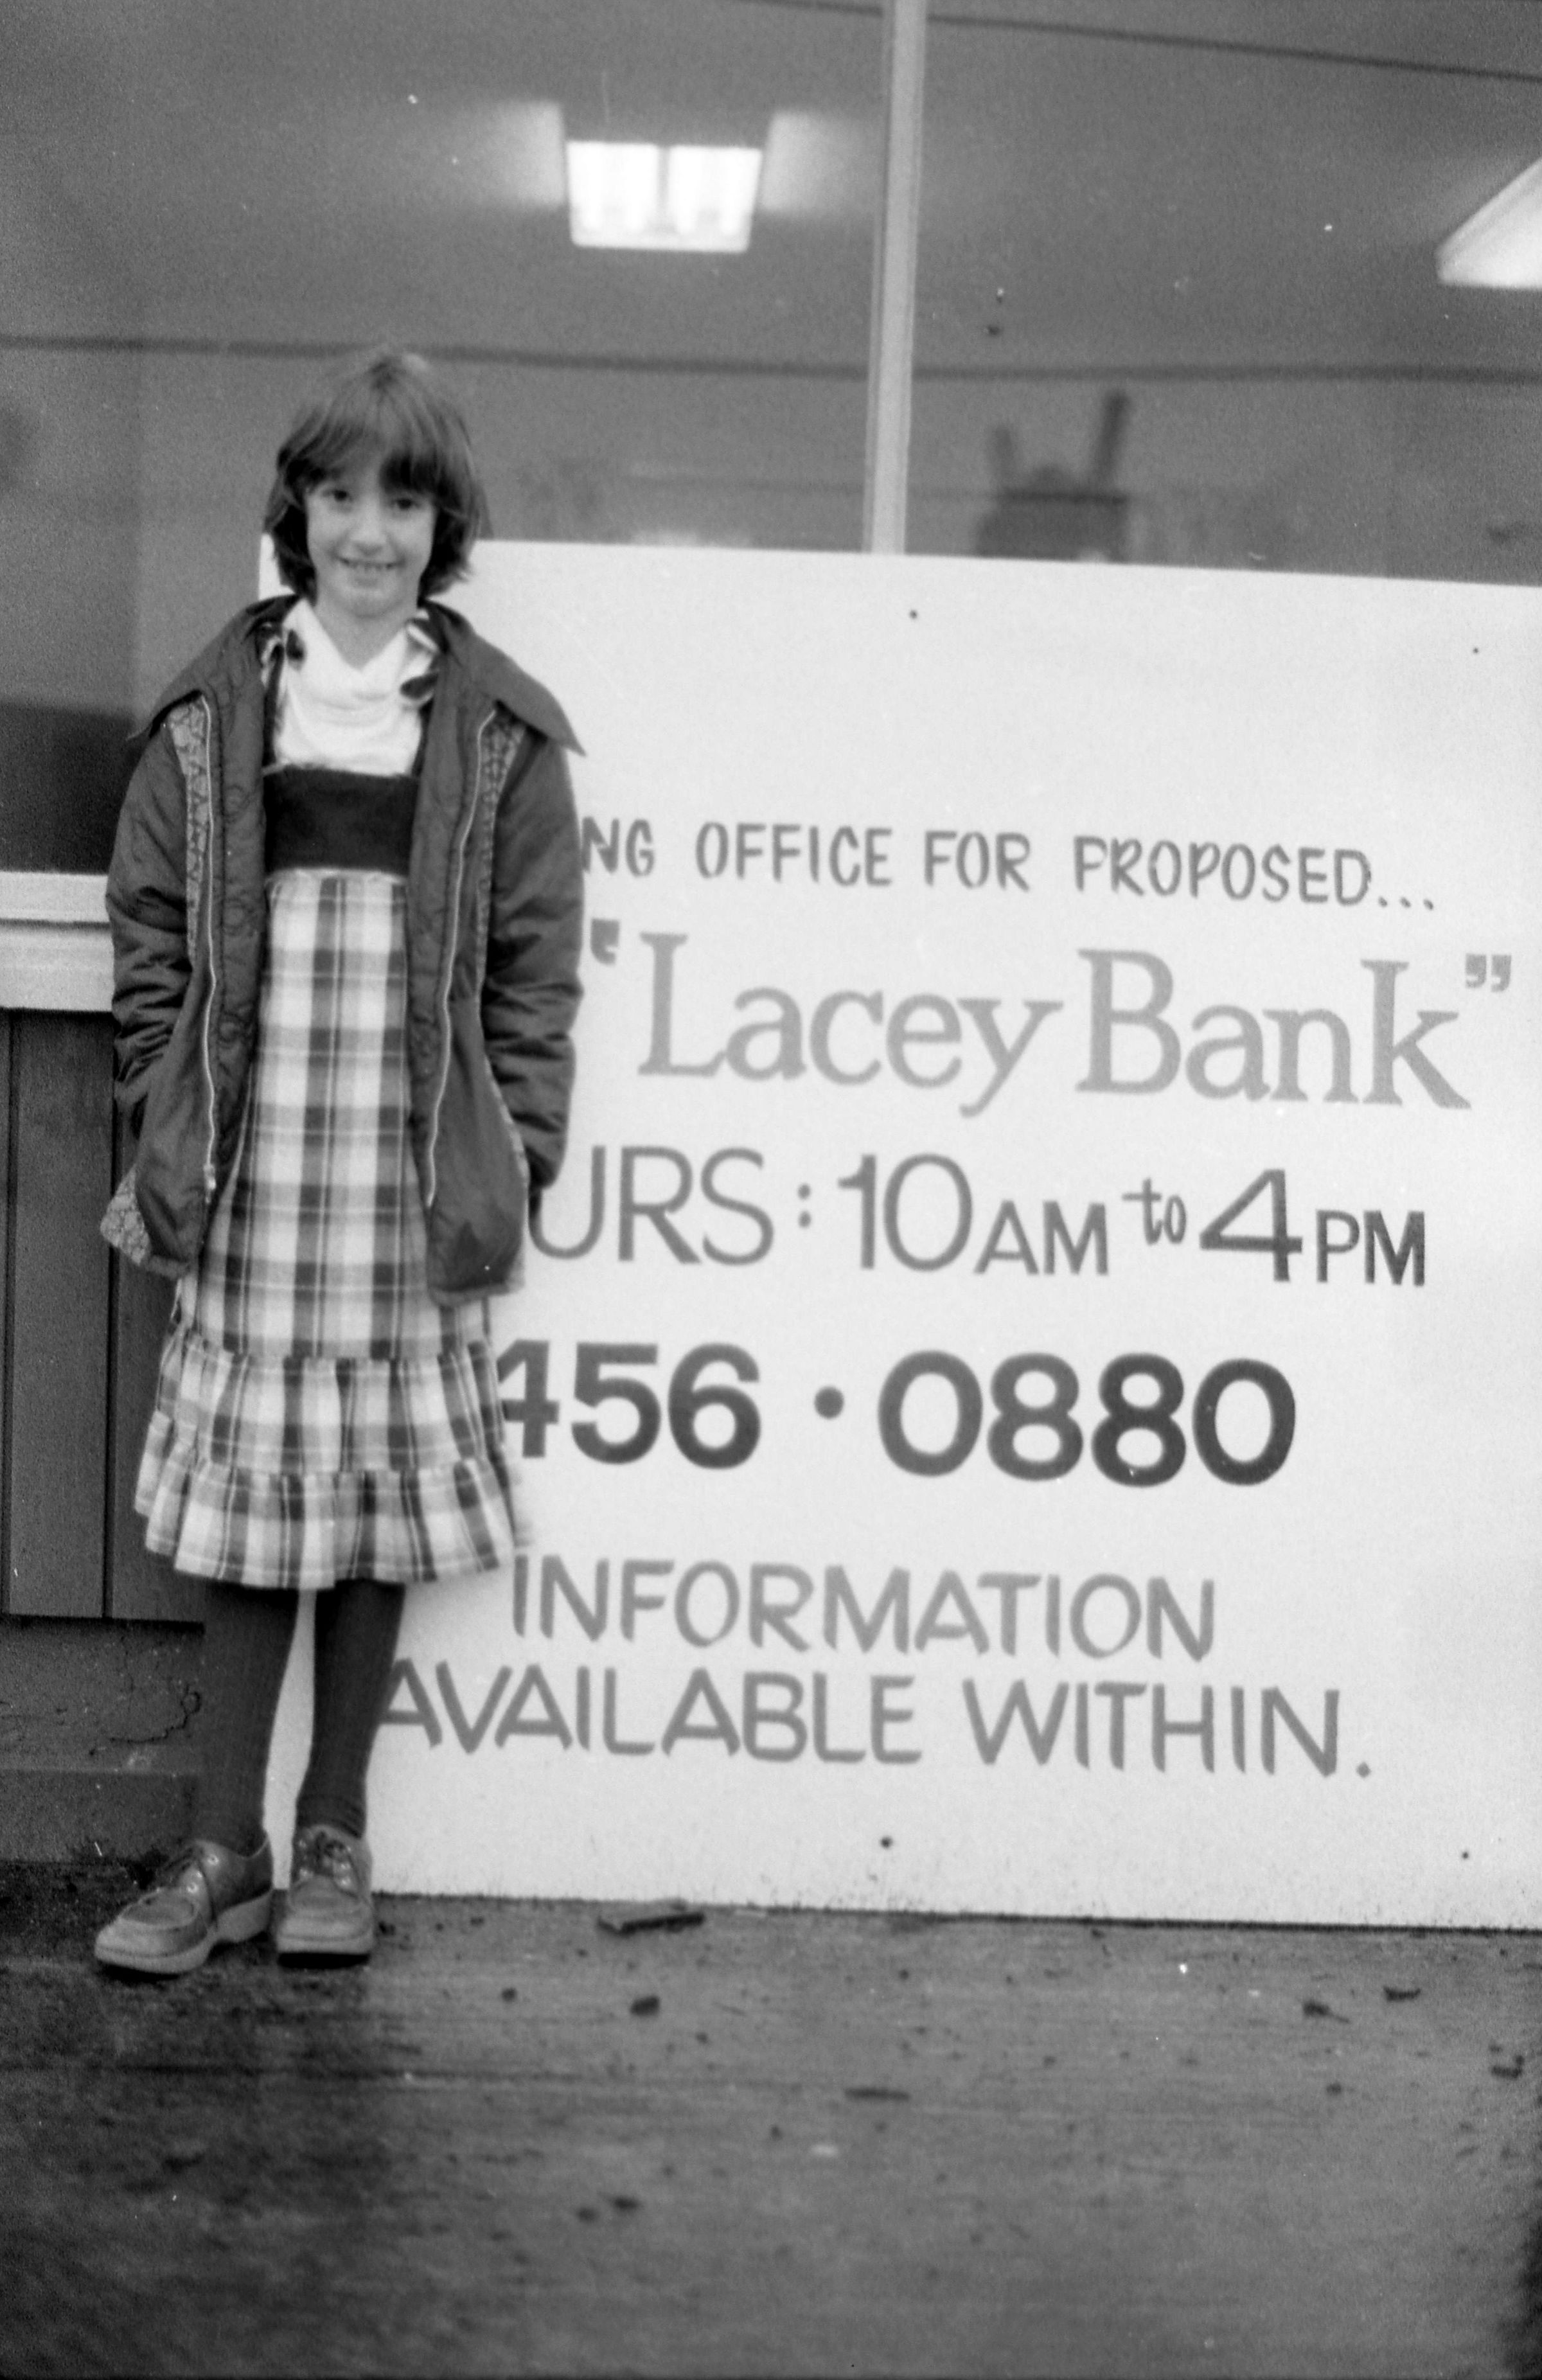 NG OFFICE FOR PROPOSED...
"Lacey Bank"
URS: 10AM to 4PM
456·0880
INFORMATION
AVAILABLE WITHIN.